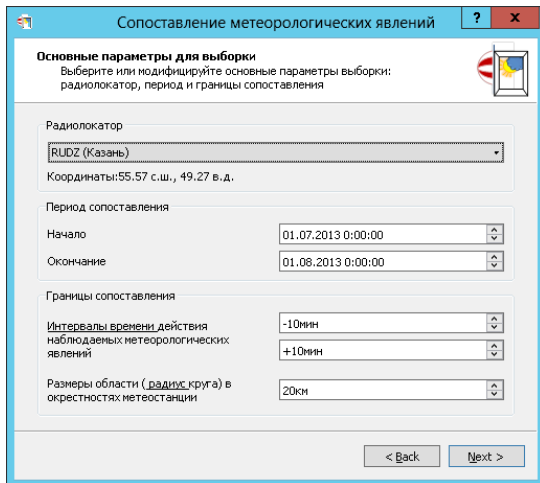 Сопоставление метеорологических явлений
?
x
Основные параметры для выборки
Выберите или модифицируйте основные параметры выборки:
радиолокатор, период и границы сопоставления
Радиолокатор
RUDZ (Казань)
Координаты:55.57 с.ш., 49.27 в.д.
Период сопоставления
Начало
01.07.2013 0:00:00
Окончание
01.08.2013 0:00:00
Границы сопоставления
Интервалы времени действия
наблюдаемых метеорологических
явлений
-10мин
+10мин
Размеры области ( радиус круга) в
окрестностях метеостанции
20км
< Back
Next >